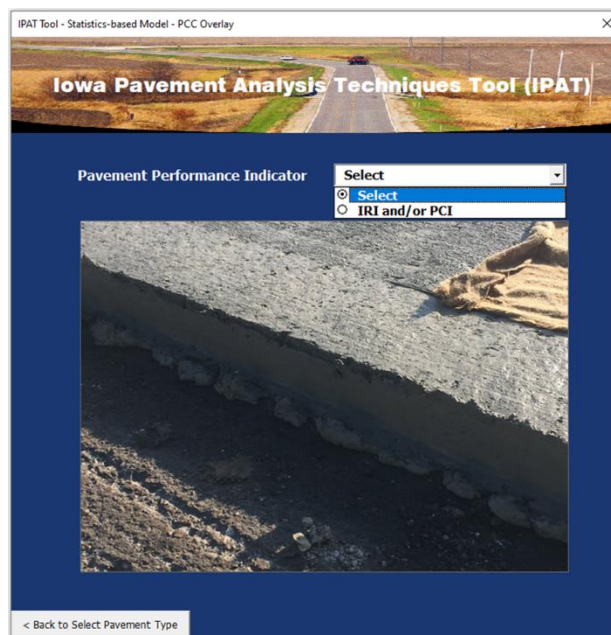 IPAT Tool - Statistics-based Model - PCC Overlay
Iowa Pavement Analysis Techniques Tool (IPAT)
Pavement Performance Indicator Select
Select
IRI and/or PCI
< Back to Select Pavement Type